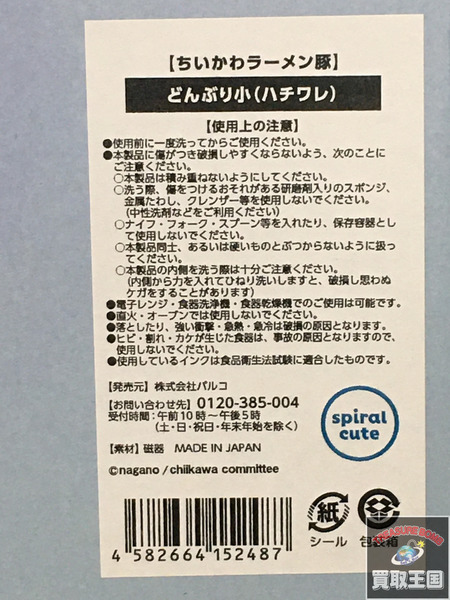 【ちいかわラーメン豚】
どんぶり小(ハチワレ)
【使用上の注意】
●使用前に一度洗ってからご使用ください。
●本製品に傷がつき破損しやすくならないよう、次のことに
ご注意ください。
○本製品は積み重ねないようにしてください。
○洗う際、傷をつけるおそれがある研磨剤入りのスポンジ、
金属たわし、クレンザー等を使用しないでください。
(中性洗剤などをご利用ください)
○ナイフ・フォーク・スプーン等を入れたり、保存容器とし
て使用しないでください。
○本製品同士、あるいは硬いものとぶつからないように扱っ
てください。
○本製品の内側を洗う際は十分ご注意ください。
(内側から力を入れてひねり洗いしますと、破損し思わぬ
ケガをすることがあります)
●電子レンジ・食器洗浄機・食器乾燥機でのご使用は可能です。
●直火・オーブンでは使用しないでください。
●落としたり、強い衝撃・急熱・急冷は破損の原因となります。
●ヒビ・割れ・カケが生じた食器は、事故の原因となりますので、
使用しないでください。
●使用しているインクは食品衛生法試験に適合したものです。
【発売元】株式会社パルコ
【お問い合わせ先】0120-385-004
受付時間:午前10時〜午後5時
(土・日・祝日・年末年始を除く)
【素材】磁器 MADE IN JAPAN
©nagano / chiikawa committee
spiral
cute
4 582664 152487
紙
シール
包装箱
TREASURE BOMB
買取王国